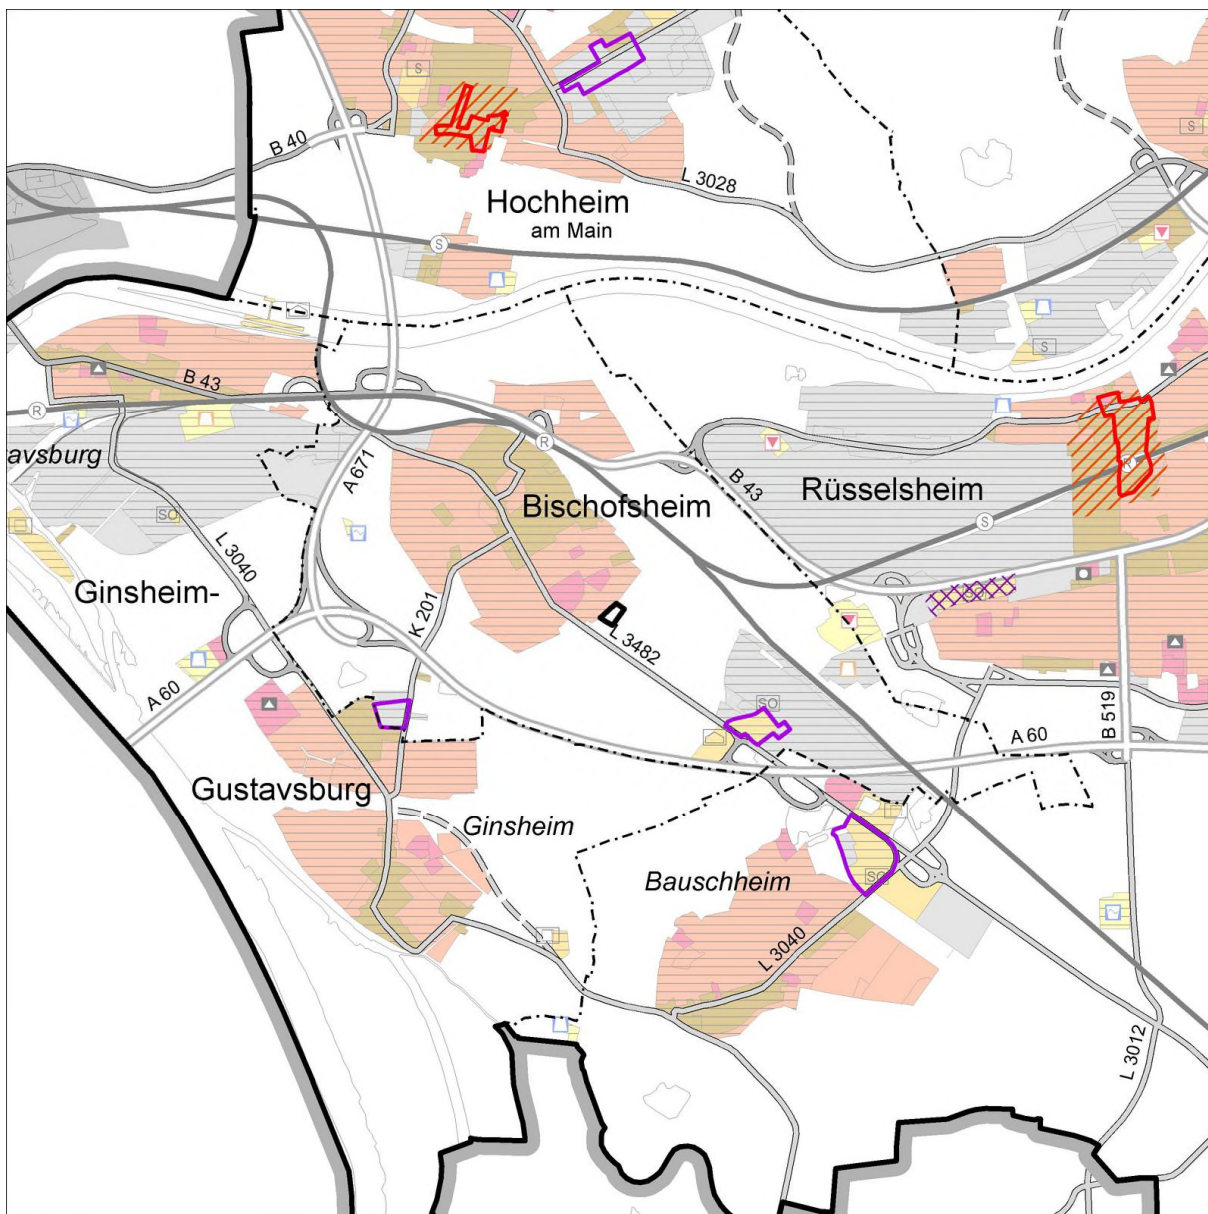 S
B 40
L 3028
S
Hochheim
am Main
S
S
B 43
R
R
avsburg
A 671
Bischofsheim
B 43
Rüsselsheim
R
S
SO
L 3040
Ginsheim-
K 201
L 3482
SO
A 60
SO
A 60
B 519
Gustavsburg
Ginsheim
Bauschheim
SO
L 3040
L 3012